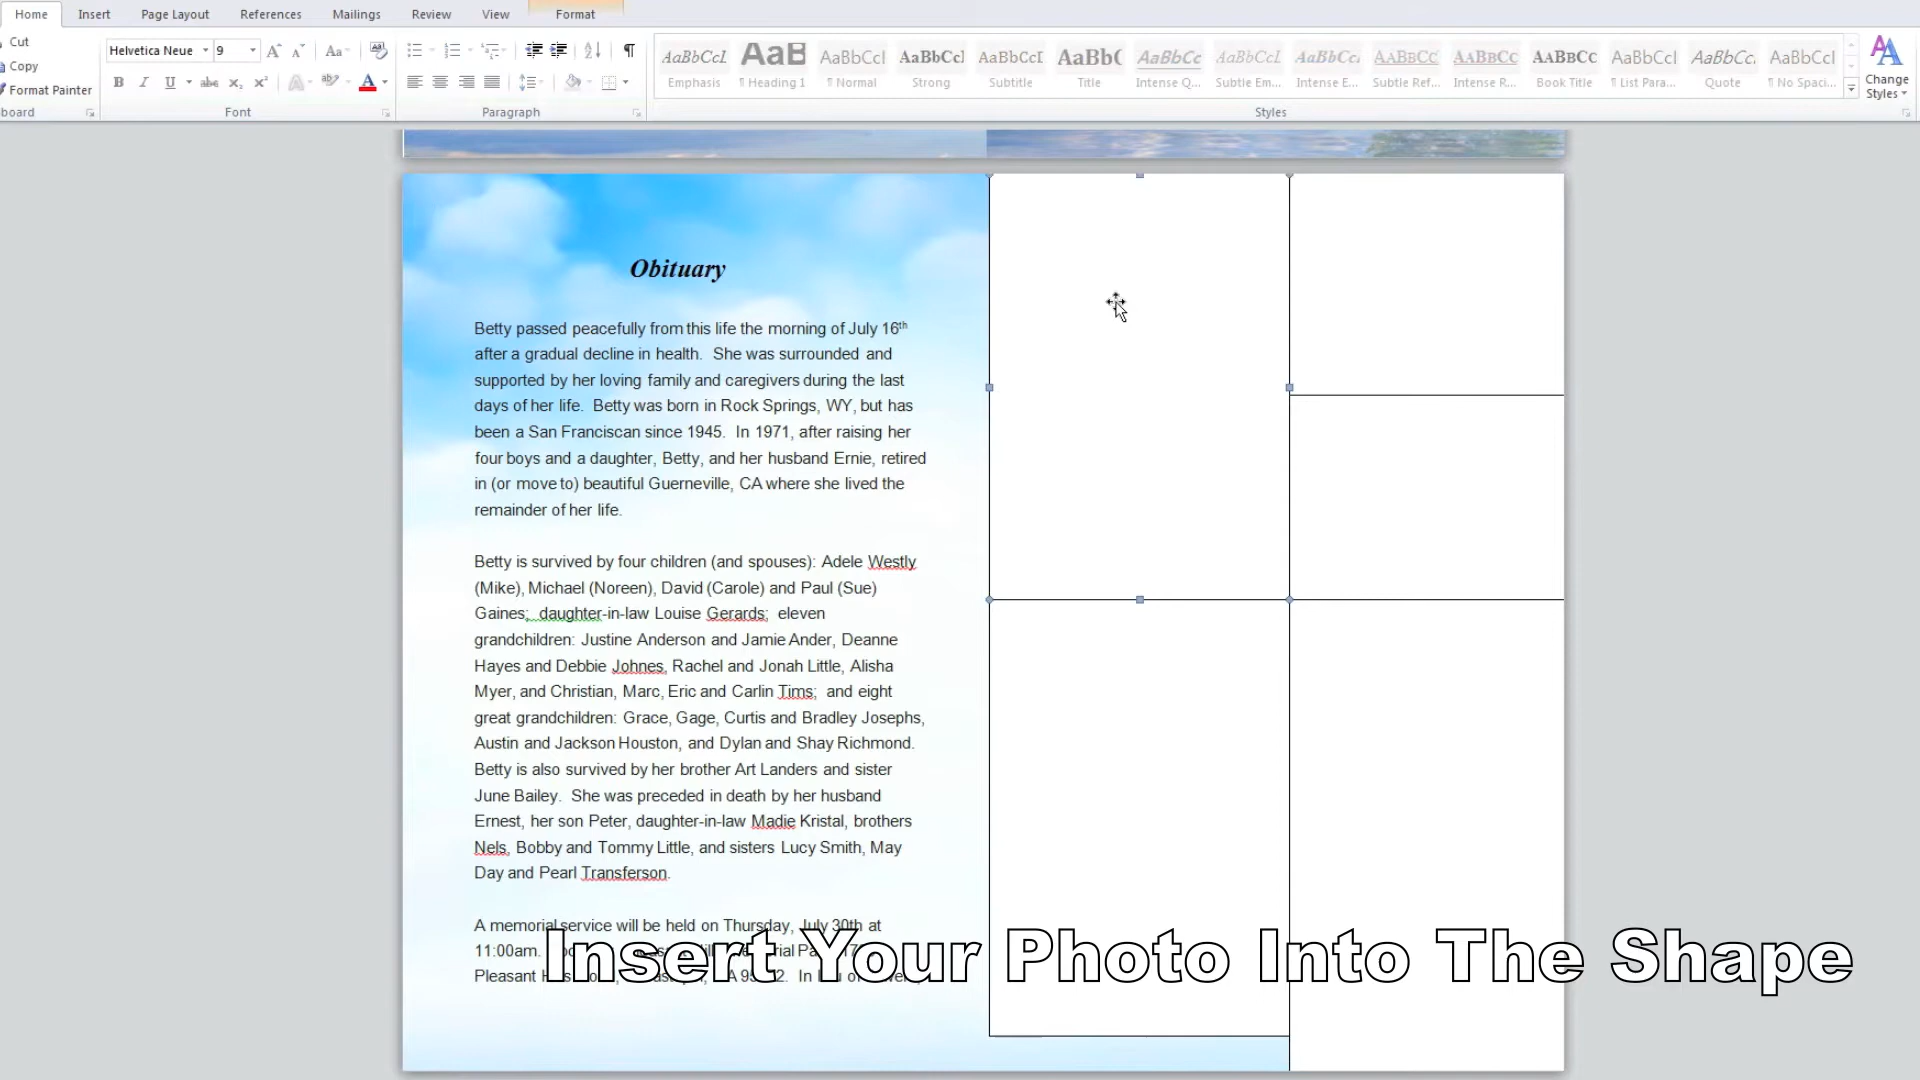 Home Insert Page Layout References Mailings Review View Format
Cut
Copy
Format Painter
board
Helvetica Neue 9
Font
Paragraph
AaBbCcL AaB AaBbCcI AaBbCcI AaBbCcI AaBb( AaBbCc AaBbCcL AaBbCcI AABBCC AABBCC AABBCC AaBbCcI AaBbCc. AaBbCcI
Emphasis ¶ Heading 1 ¶ Normal Strong Subtitle Title Intense Q... Subtle Em... Intense E... Subtle Ref... Intense R... Book Title ¶ List Para... Quote ¶ No Spaci...
Styles
Change
Styles
Obituary
Betty passed peacefully from this life the morning of July 16th
after a gradual decline in health. She was surrounded and
supported by her loving family and caregivers during the last
days of her life. Betty was born in Rock Springs, WY, but has
been a San Franciscan since 1945. In 1971, after raising her
four boys and a daughter, Betty, and her husband Ernie, retired
in (or move to) beautiful Guerneville, CA where she lived the
remainder of her life.
Betty is survived by four children (and spouses): Adele Westly
(Mike), Michael (Noreen), David (Carole) and Paul (Sue)
Gaines; daughter-in-law Louise Gerards; eleven
grandchildren: Justine Anderson and Jamie Ander, Deanne
Hayes and Debbie Johnes, Rachel and Jonah Little, Alisha
Myer, and Christian, Marc, Eric and Carlin Tims; and eight
great grandchildren: Grace, Gage, Curtis and Bradley Josephs,
Austin and Jackson Houston, and Dylan and Shay Richmond.
Betty is also survived by her brother Art Landers and sister
June Bailey. She was preceded in death by her husband
Ernest, her son Peter, daughter-in-law Madie Kristal, brothers
Nels, Bobby and Tommy Little, and sisters Lucy Smith, May
Day and Pearl Transferson.
A memorial service will be held on Thursday, July 30th at
11:00am.
Pleasant
Insert Your Photo Into The Shape